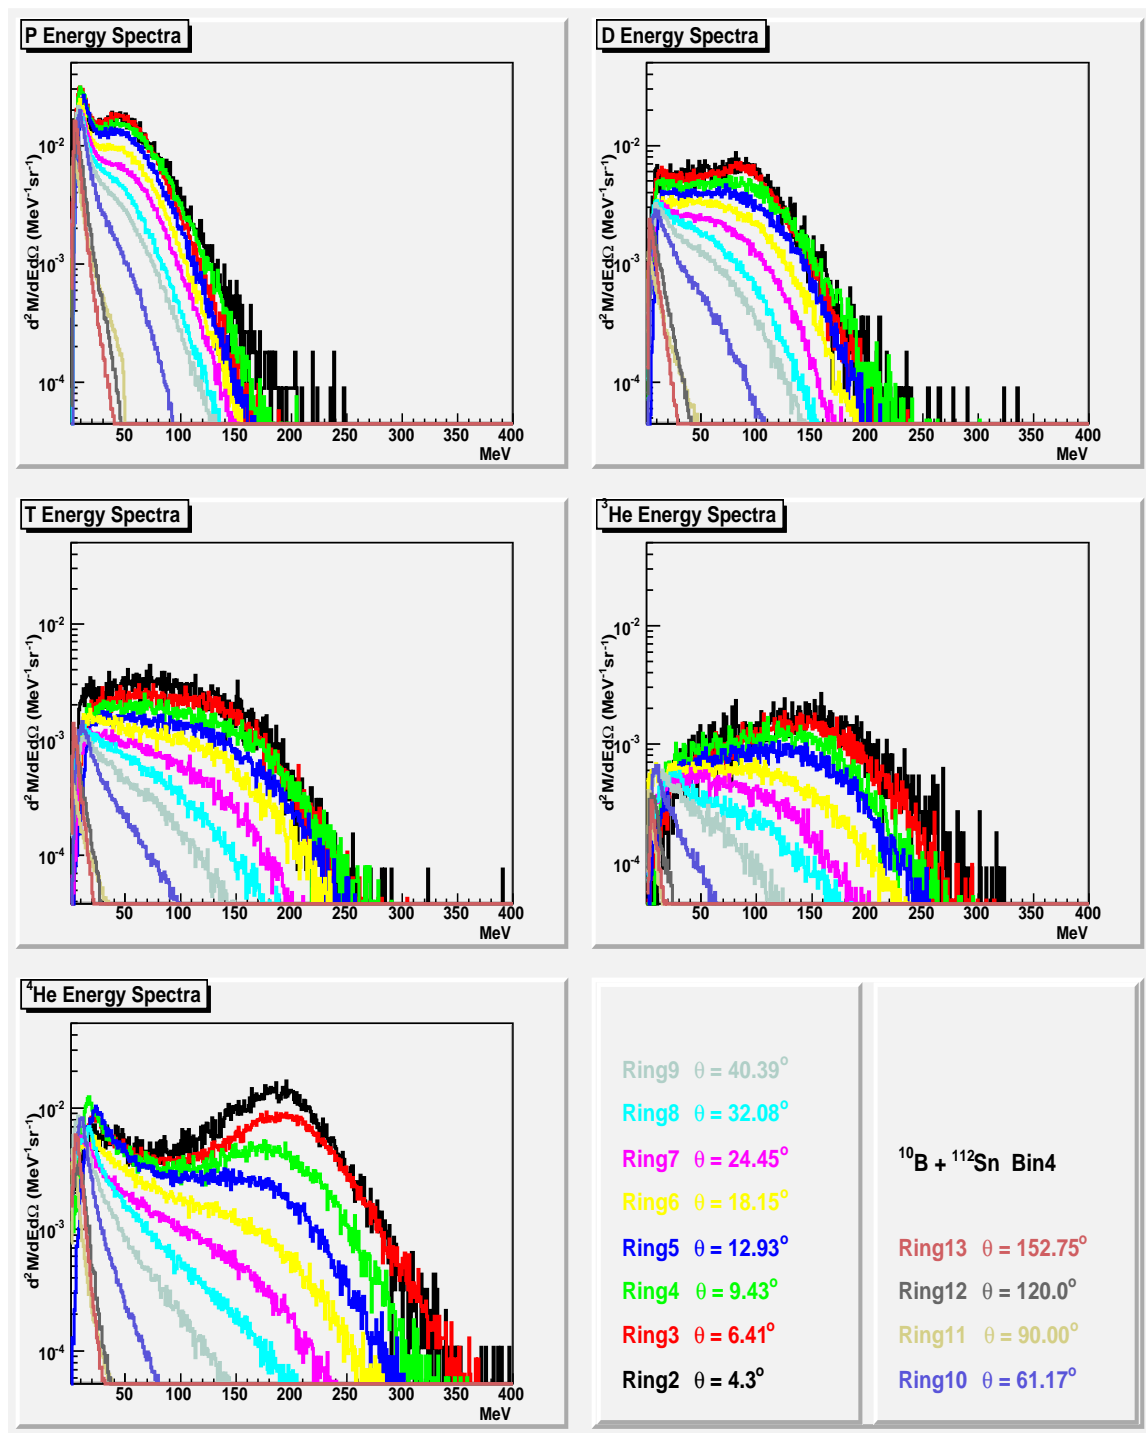 P Energy Spectra
d²M/dEdΩ (MeV⁻¹sr⁻¹)
10⁻²
10⁻³
10⁻⁴
50 100 150 200 250 300 350 400
MeV
D Energy Spectra
d²M/dEdΩ (MeV⁻¹sr⁻¹)
10⁻²
10⁻³
10⁻⁴
50 100 150 200 250 300 350 400
MeV
T Energy Spectra
d²M/dEdΩ (MeV⁻¹sr⁻¹)
10⁻²
10⁻³
10⁻⁴
50 100 150 200 250 300 350 400
MeV
³He Energy Spectra
d²M/dEdΩ (MeV⁻¹sr⁻¹)
10⁻²
10⁻³
10⁻⁴
50 100 150 200 250 300 350 400
MeV
⁴He Energy Spectra
d²M/dEdΩ (MeV⁻¹sr⁻¹)
10⁻²
10⁻³
10⁻⁴
50 100 150 200 250 300 350 400
MeV
Ring9 θ = 40.39°
Ring8 θ = 32.08°
Ring7 θ = 24.45°
Ring6 θ = 18.15°
Ring5 θ = 12.93°
Ring4 θ = 9.43°
Ring3 θ = 6.41°
Ring2 θ = 4.3°
¹⁰B + ¹¹²Sn Bin4
Ring13 θ = 152.75°
Ring12 θ = 120.0°
Ring11 θ = 90.00°
Ring10 θ = 61.17°